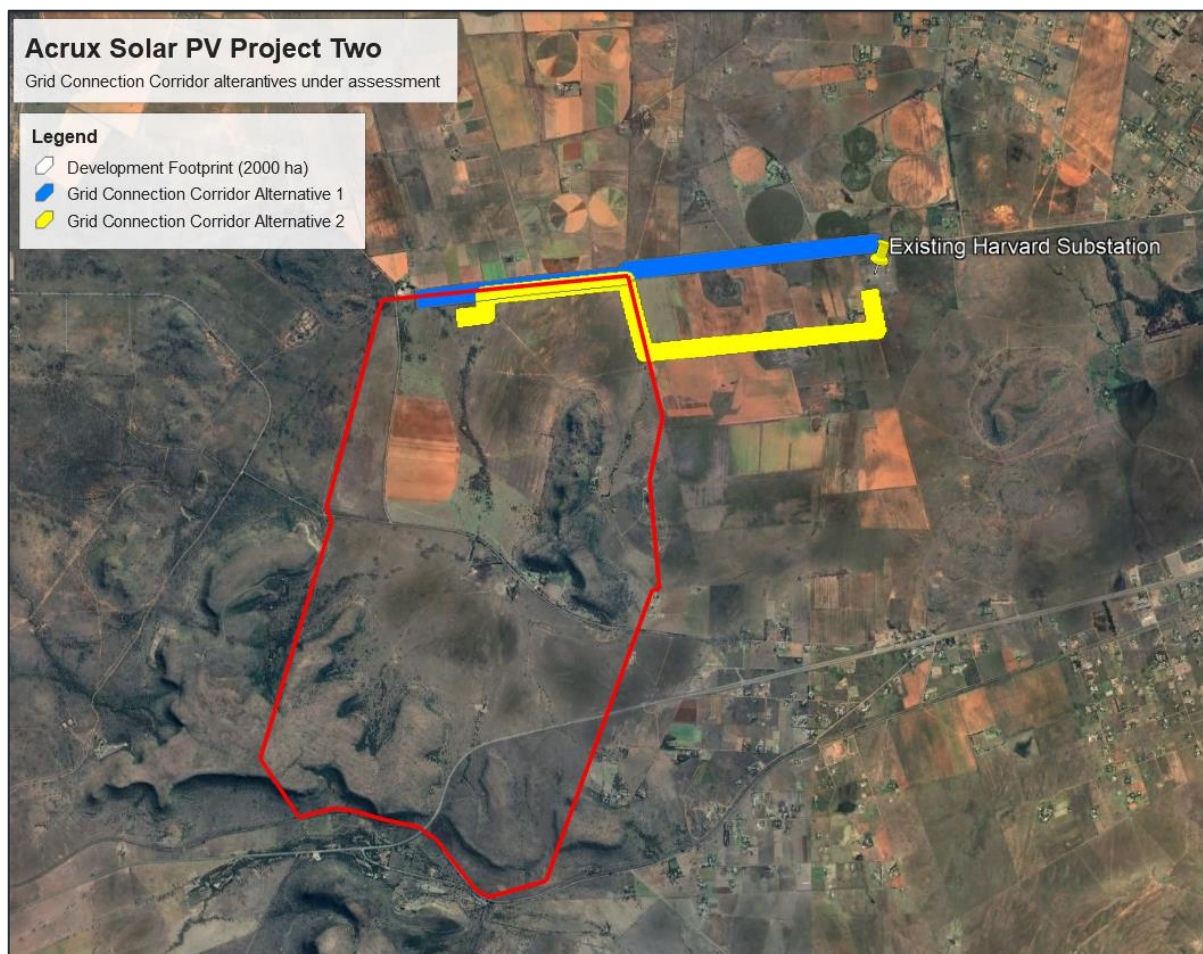 Acrux Solar PV Project Two
Grid Connection Corridor alterantives under assessment
Legend
Development Footprint (2000 ha)
Grid Connection Corridor Alternative 1
Grid Connection Corridor Alternative 2
Existing Harvard Substation